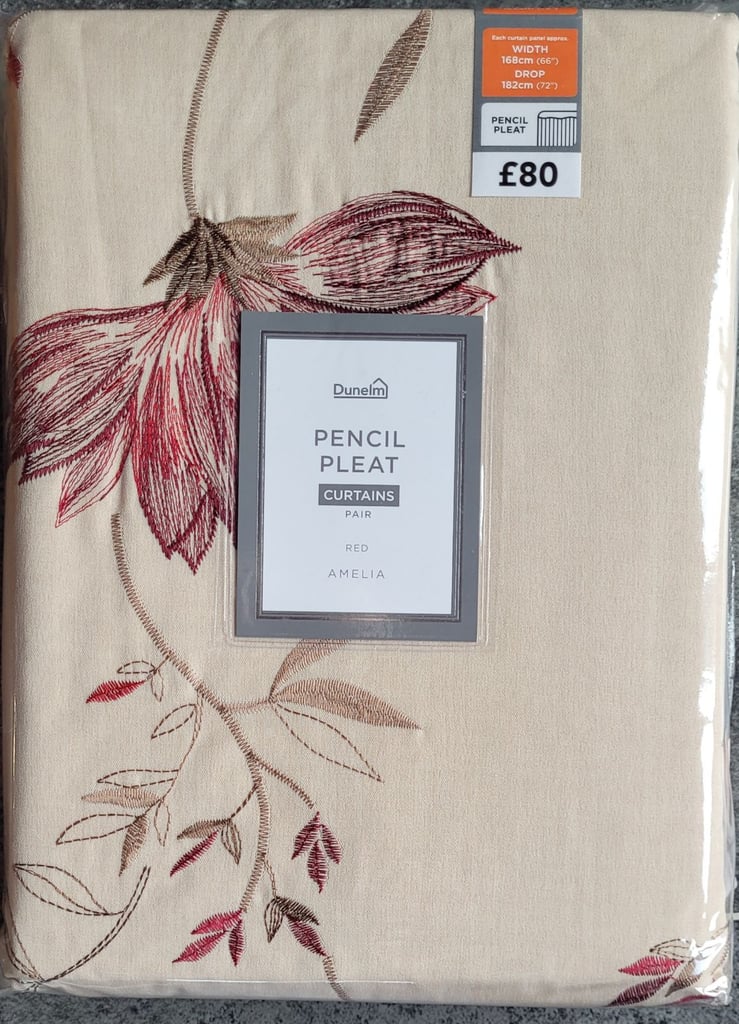 Each curtain panel approx.
WIDTH
168cm (66")
DROP
182cm (72")
PENCIL
PLEAT
£80
Dunelm
PENCIL
PLEAT
CURTAINS
PAIR
RED
AMELIA